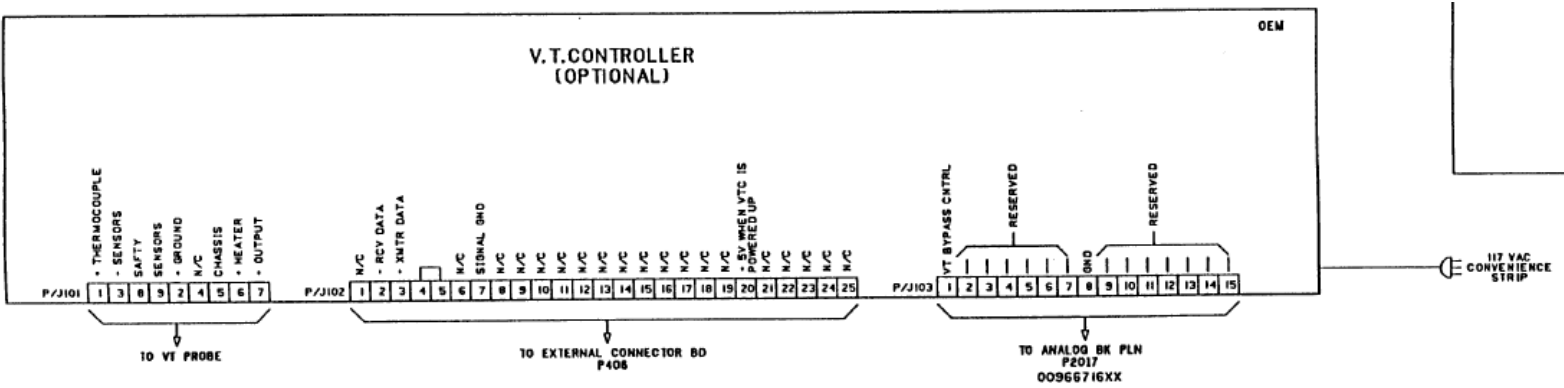 OEM
V.T.CONTROLLER
(OPTIONAL)
+ THERMOCOUPLE
- SENSORS
SAFTY
SENSORS
- GROUND
N/C
CHASSIS
+ HEATER
- OUTPUT
P/J101 1 3 8 9 2 4 5 6 7
TO VT PROBE
N/C
- RCV DATA
- XMTR DATA
N/C
SIGNAL GND
N/C
N/C
N/C
N/C
N/C
N/C
N/C
N/C
N/C
N/C
N/C
N/C
- 5V WHEN VTC IS
POWERED UP
N/C
N/C
N/C
N/C
N/C
P/J102 1 2 3 4 5 6 7 8 9 10 11 12 13 14 15 16 17 18 19 20 21 22 23 24 25
TO EXTERNAL CONNECTOR BD
P406
VT BYPASS CNTRL
RESERVED
GND
RESERVED
P/J103 1 2 3 4 5 6 7 8 9 10 11 12 13 14 15
TO ANALOG BK PLN
P2017
00966716XX
117 VAC
CONVENIENCE
STRIP